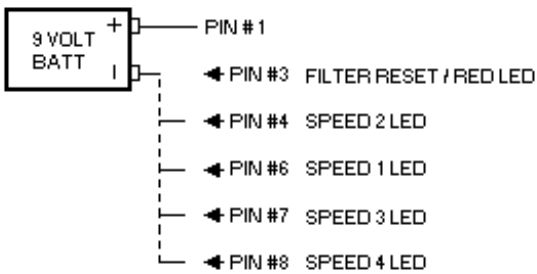 9 VOLT
BATT
+
-
PIN #1
PIN #3 FILTER RESET / RED LED
PIN #4 SPEED 2 LED
PIN #6 SPEED 1 LED
PIN #7 SPEED 3 LED
PIN #8 SPEED 4 LED